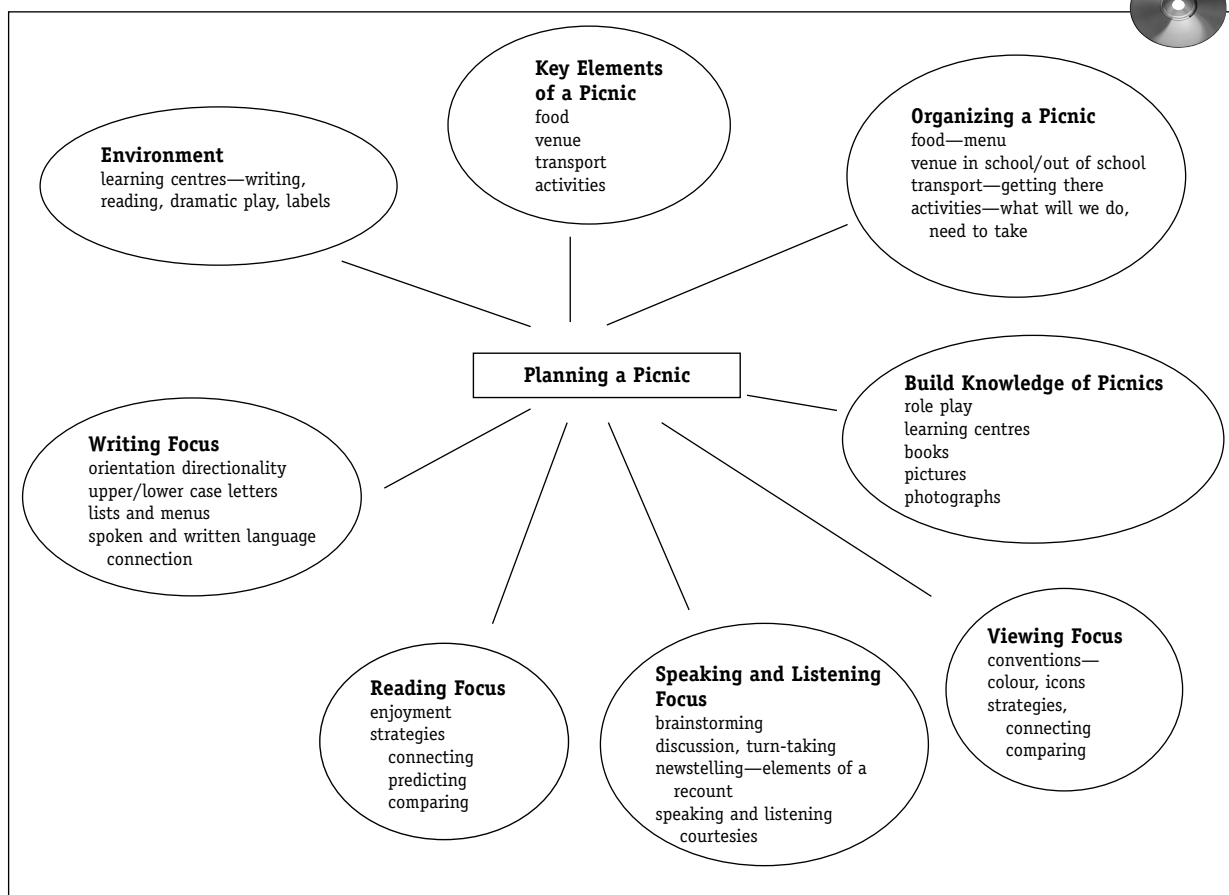 Key Elements
of a Picnic
food
venue
transport
activities
Organizing a Picnic
food—menu
venue in school/out of school
transport—getting there
activities—what will we do,
need to take
Environment
learning centres—writing,
reading, dramatic play, labels
Planning a Picnic
Build Knowledge of Picnics
role play
learning centres
books
pictures
photographs
Writing Focus
orientation directionality
upper/lower case letters
lists and menus
spoken and written language
connection
Reading Focus
enjoyment
strategies
connecting
predicting
comparing
Speaking and Listening
Focus
brainstorming
discussion, turn-taking
newstelling—elements of a
recount
speaking and listening
courtesies
Viewing Focus
conventions—
colour, icons
strategies,
connecting
comparing